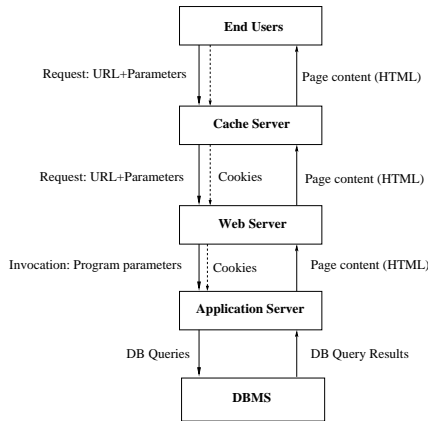 End Users
Request: URL+Parameters
Page content (HTML)
Cache Server
Request: URL+Parameters
Cookies
Page content (HTML)
Web Server
Invocation: Program parameters
Cookies
Page content (HTML)
Application Server
DB Queries
DB Query Results
DBMS